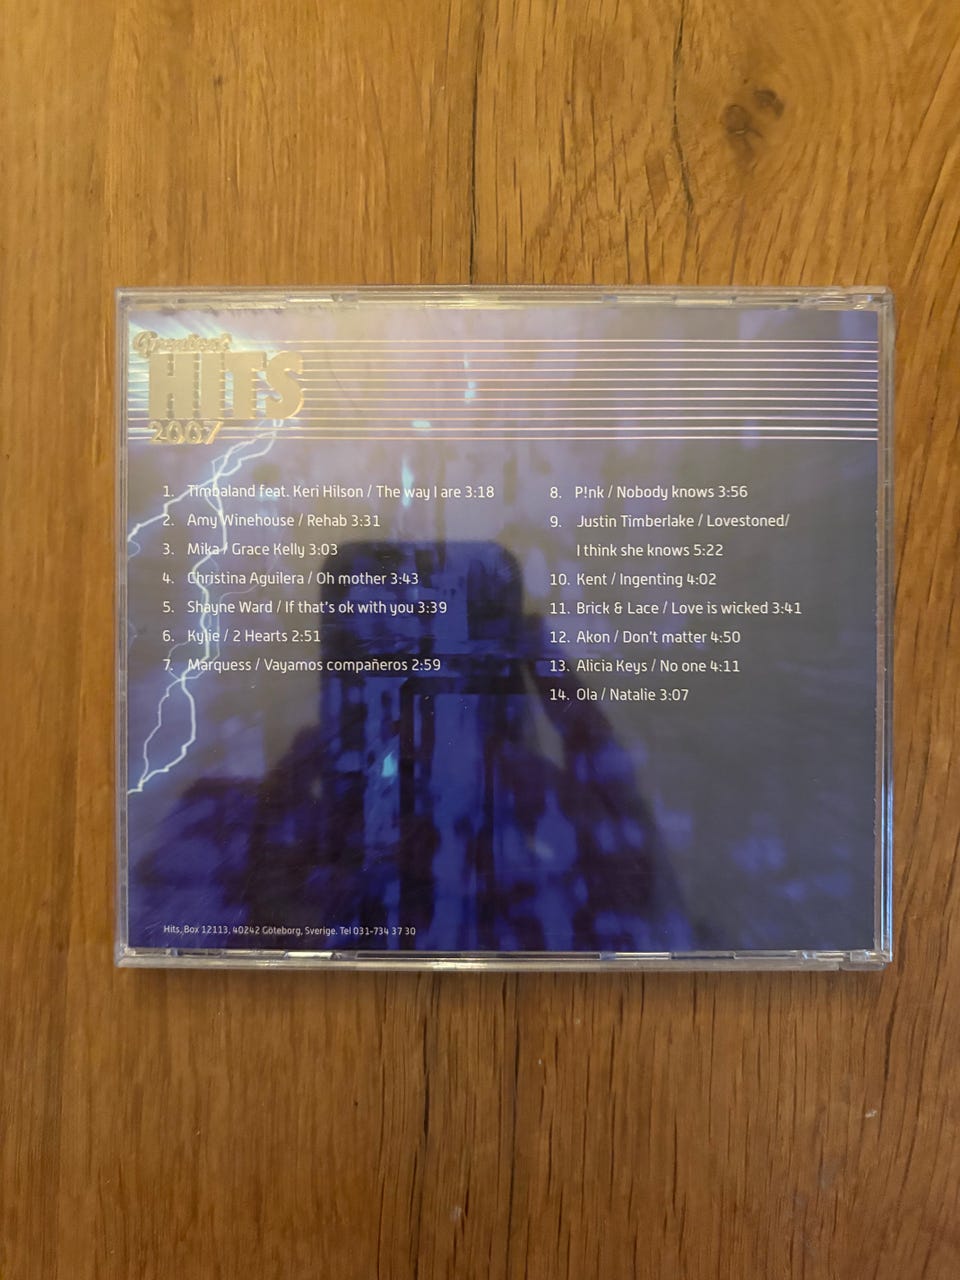 Greatest
HITS
2007
1. Timbaland feat. Keri Hilson / The way I are 3:18
2. Amy Winehouse / Rehab 3:31
3. Mika / Grace Kelly 3:03
4. Christina Aguilera / Oh mother 3:43
5. Shayne Ward / If that's ok with you 3:39
6. Kylie / 2 Hearts 2:51
7. Marquess / Vayamos compañeros 2:59
8. P!nk / Nobody knows 3:56
9. Justin Timberlake / Lovestoned/
I think she knows 5:22
10. Kent / Ingenting 4:02
11. Brick & Lace / Love is wicked 3:41
12. Akon / Don't matter 4:50
13. Alicia Keys / No one 4:11
14. Ola / Natalie 3:07
Hits, Box 12113, 40242 Göteborg, Sverige. Tel 031-734 37 30